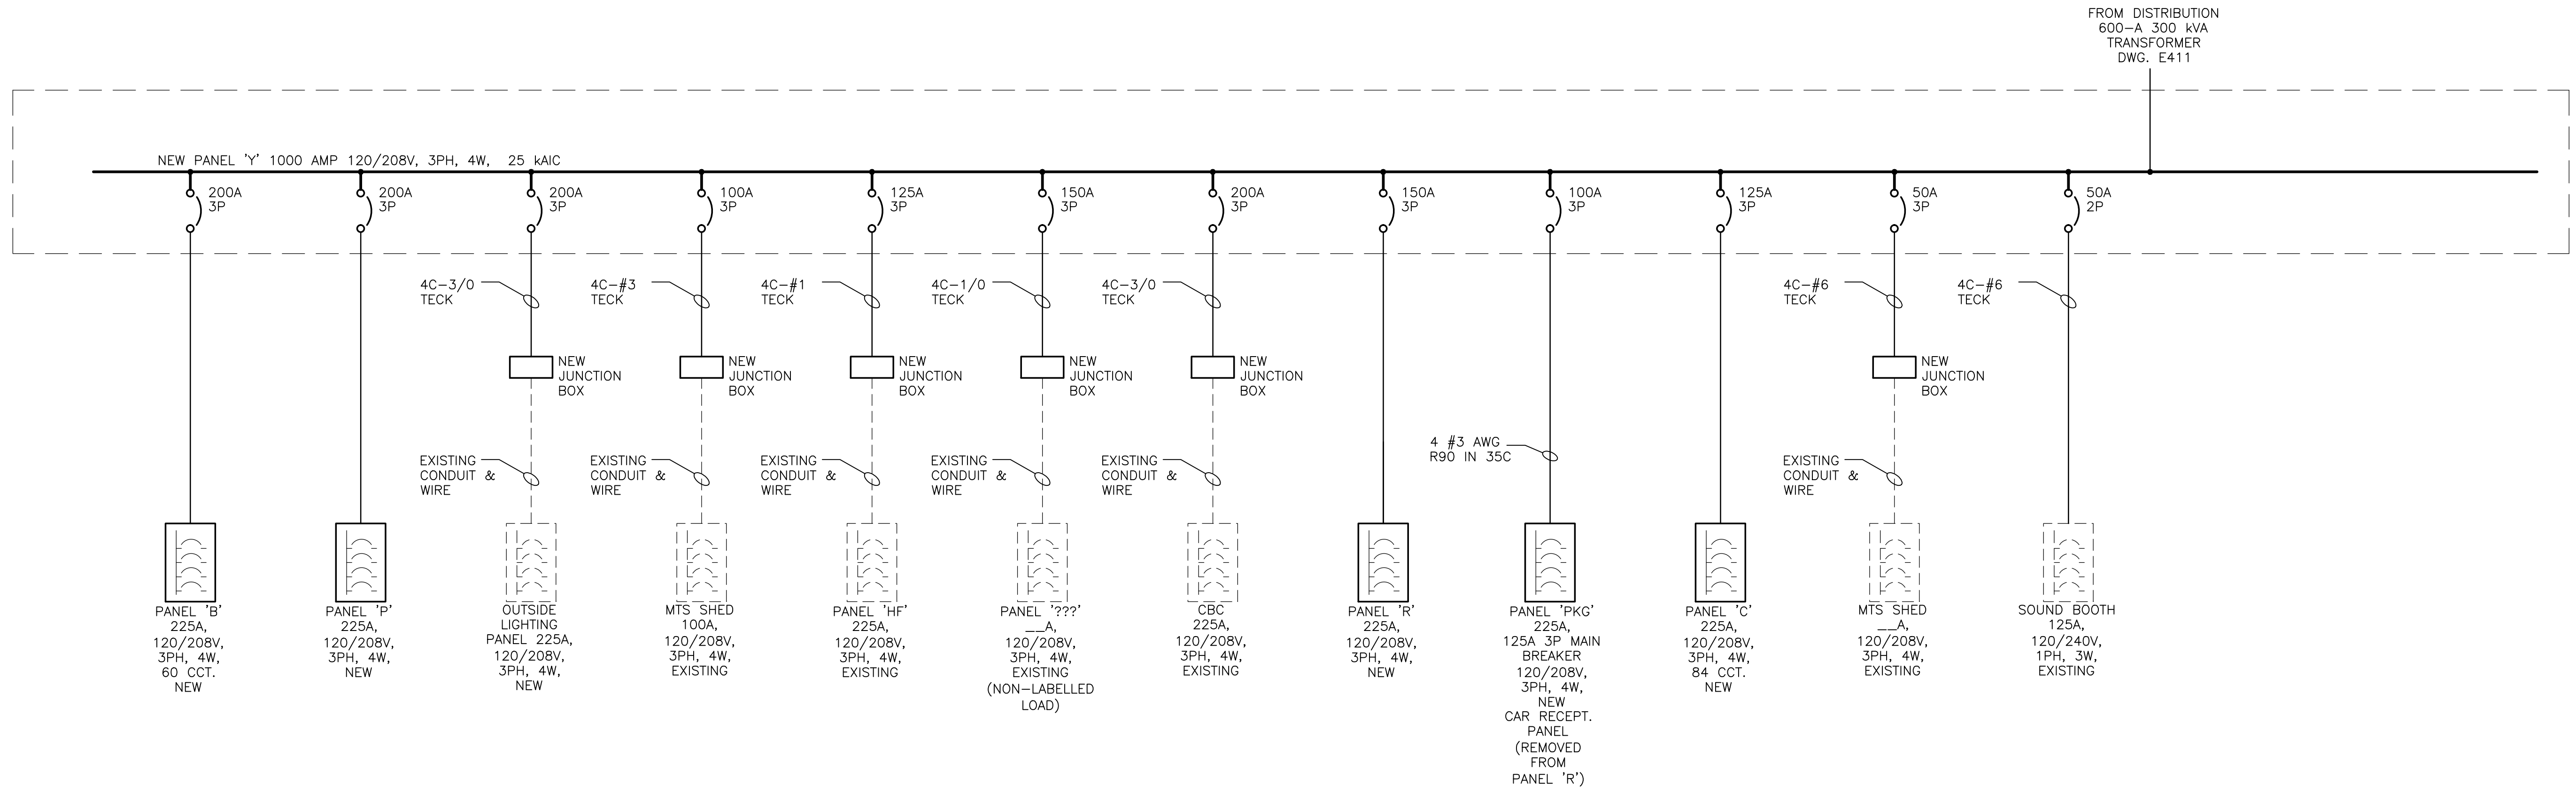 FROM DISTRIBUTION
600-A 300 kVA
TRANSFORMER
DWG. E411
NEW PANEL 'Y' 1000 AMP 120/208V, 3PH, 4W, 25 kAIC
200A
3P
200A
3P
200A
3P
100A
3P
125A
3P
150A
3P
200A
3P
150A
3P
100A
3P
125A
3P
50A
3P
50A
2P
4C-3/0
TECK
4C-#3
TECK
4C-#1
TECK
4C-1/0
TECK
4C-3/0
TECK
4C-#6
TECK
4C-#6
TECK
NEW
JUNCTION
BOX
NEW
JUNCTION
BOX
NEW
JUNCTION
BOX
NEW
JUNCTION
BOX
NEW
JUNCTION
BOX
NEW
JUNCTION
BOX
EXISTING
CONDUIT &
WIRE
EXISTING
CONDUIT &
WIRE
EXISTING
CONDUIT &
WIRE
EXISTING
CONDUIT &
WIRE
EXISTING
CONDUIT &
WIRE
4 #3 AWG
R90 IN 35C
EXISTING
CONDUIT &
WIRE
PANEL 'B'
225A,
120/208V,
3PH, 4W,
60 CCT.
NEW
PANEL 'P'
225A,
120/208V,
3PH, 4W,
NEW
OUTSIDE
LIGHTING
PANEL 225A,
120/208V,
3PH, 4W,
NEW
MTS SHED
100A,
120/208V,
3PH, 4W,
EXISTING
PANEL 'HF'
225A,
120/208V,
3PH, 4W,
EXISTING
PANEL '???'
__A,
120/208V,
3PH, 4W,
EXISTING
(NON-LABELLED
LOAD)
CBC
225A,
120/208V,
3PH, 4W,
EXISTING
PANEL 'R'
225A,
120/208V,
3PH, 4W,
NEW
PANEL 'PKG'
225A,
125A 3P MAIN
BREAKER
120/208V,
3PH, 4W,
NEW
CAR RECEPT.
PANEL
(REMOVED
FROM
PANEL 'R')
PANEL 'C'
225A,
120/208V,
3PH, 4W,
84 CCT.
NEW
MTS SHED
__A,
120/208V,
3PH, 4W,
EXISTING
SOUND BOOTH
125A,
120/240V,
1PH, 3W,
EXISTING